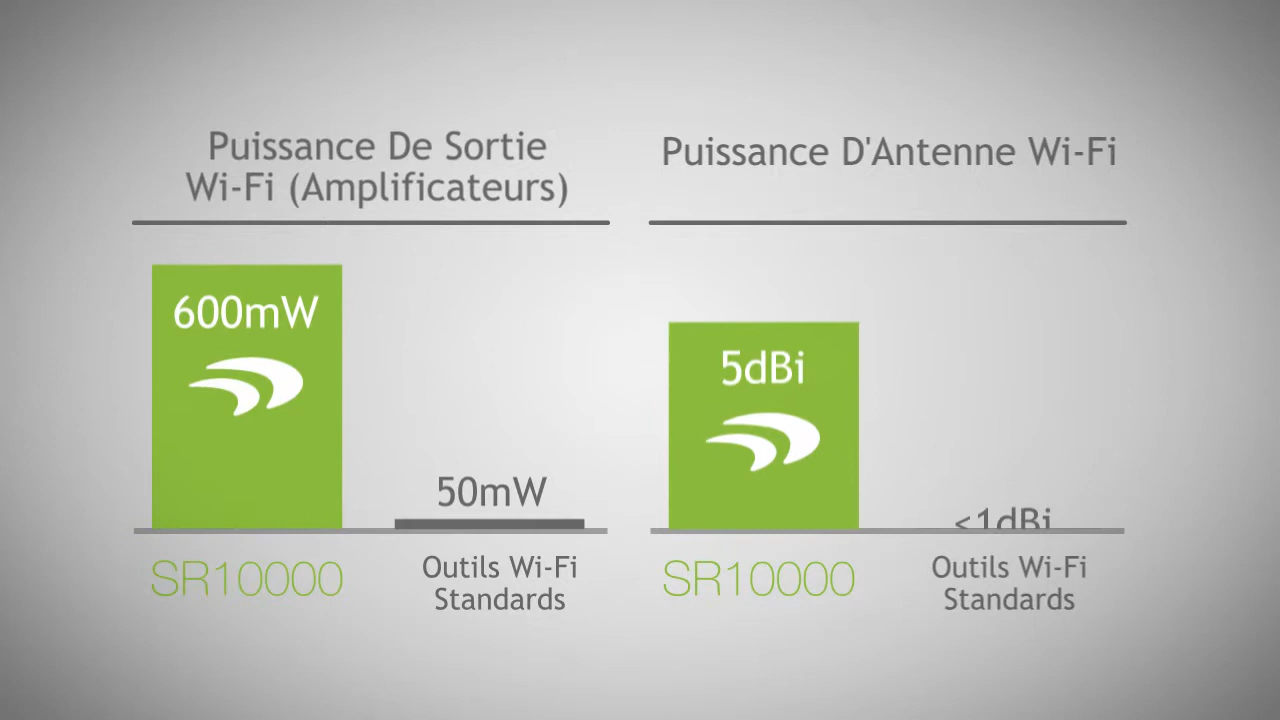 Puissance De Sortie
Wi-Fi (Amplificateurs)
Puissance D'Antenne Wi-Fi
600mW
5dBi
50mW
<1dBi
SR10000
Outils Wi-Fi
Standards
SR10000
Outils Wi-Fi
Standards